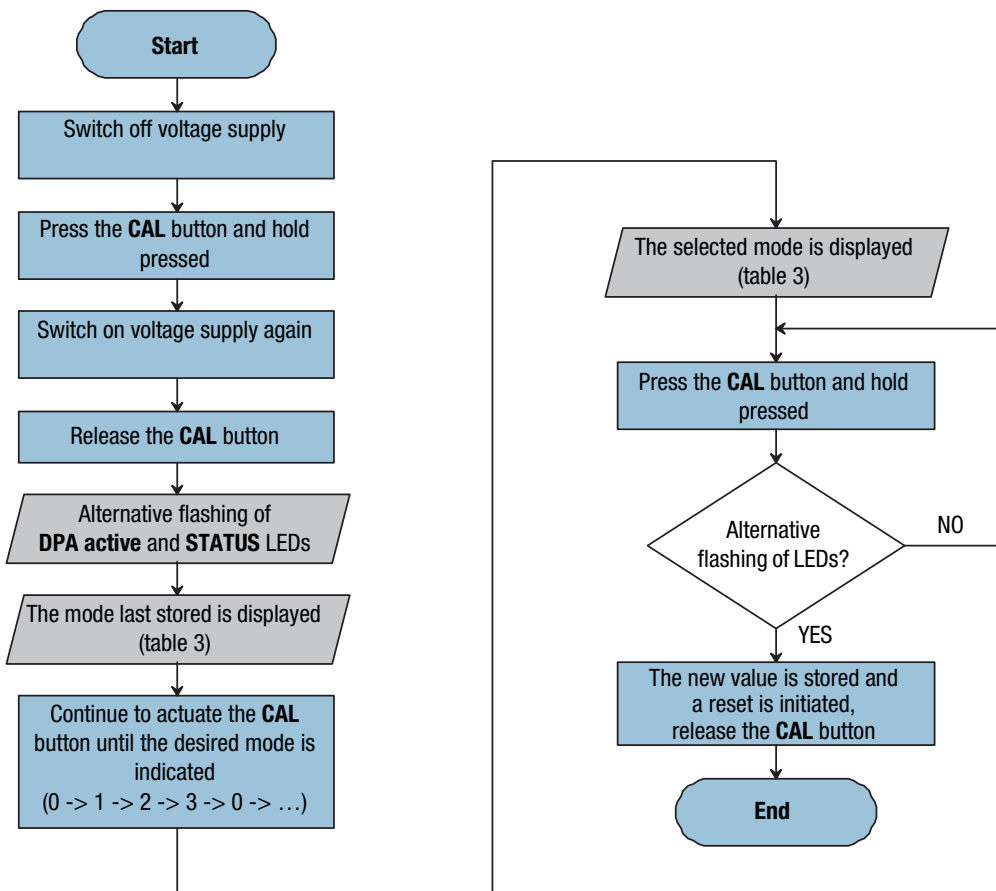 Start
Switch off voltage supply
Press the CAL button and hold
pressed
Switch on voltage supply again
Release the CAL button
Alternative flashing of
DPA active and STATUS LEDs
The mode last stored is displayed
(table 3)
Continue to actuate the CAL
button until the desired mode is
indicated
(0 -> 1 -> 2 -> 3 -> 0 -> …)
The selected mode is displayed
(table 3)
Press the CAL button and hold
pressed
Alternative
flashing of LEDs?
NO
YES
The new value is stored and
a reset is initiated,
release the CAL button
End